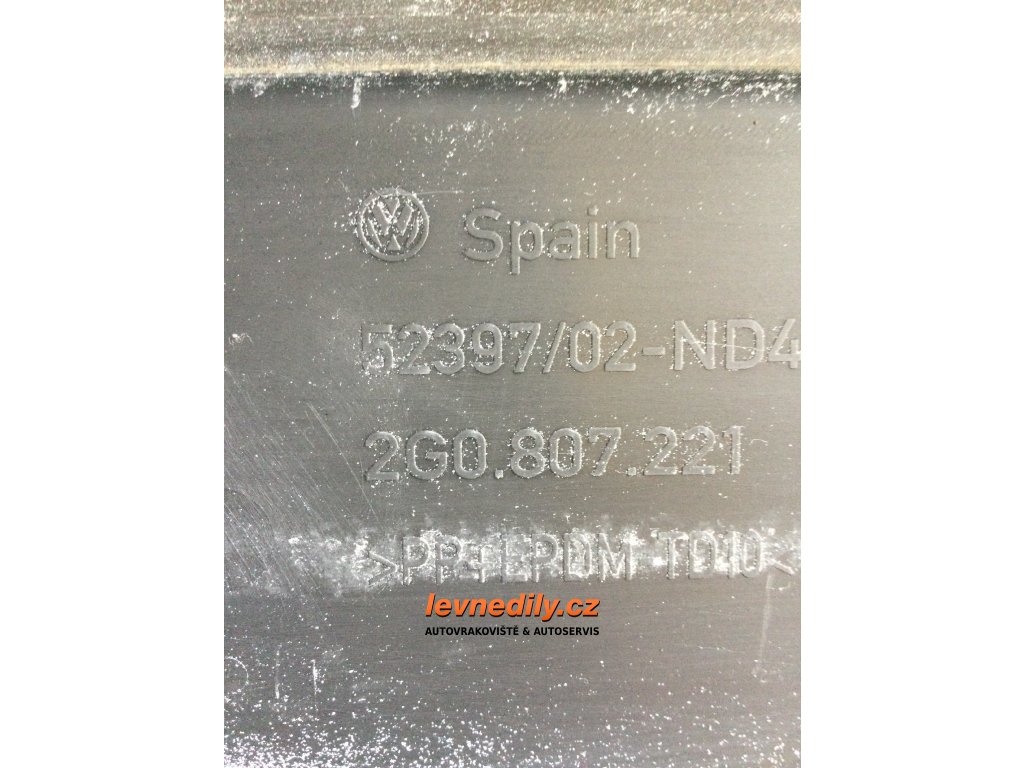 Spain
52397/02-ND4
2G0.807.221
>PP+EPDM-TD10<
levnedily.cz
AUTOVRAKOVIŠTĚ & AUTOSERVIS